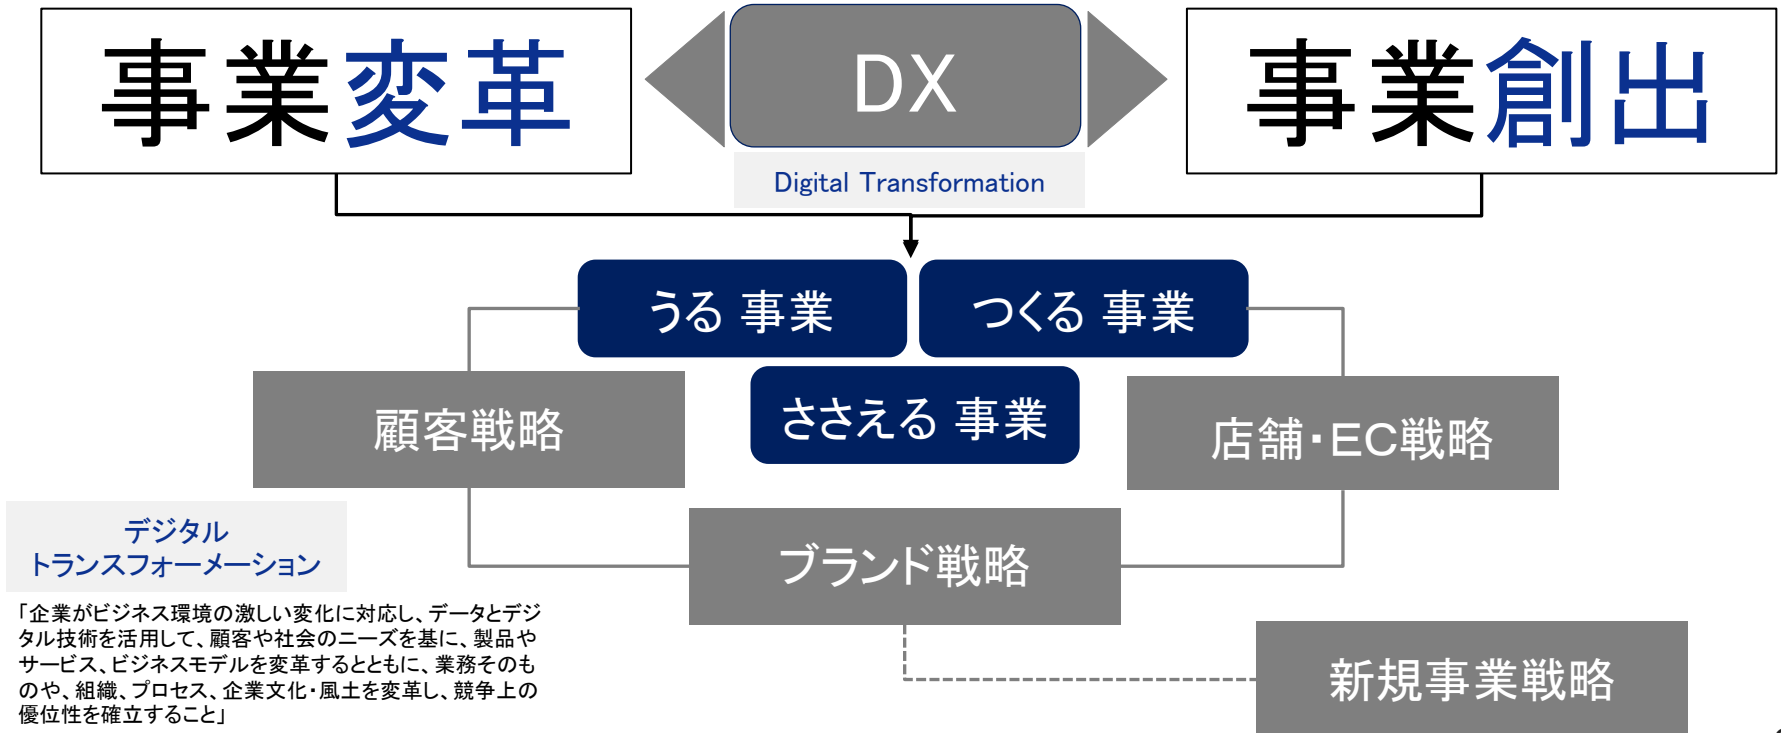 事業変革
DX
事業創出
Digital Transformation
うる 事業
つくる 事業
ささえる 事業
顧客戦略
店舗・EC戦略
ブランド戦略
新規事業戦略
デジタル
トランスフォーメーション
「企業がビジネス環境の激しい変化に対応し、データとデジ
タル技術を活用して、顧客や社会のニーズを基に、製品や
サービス、ビジネスモデルを変革するとともに、業務そのも
のや、組織、プロセス、企業文化・風土を変革し、競争上の
優位性を確立すること」